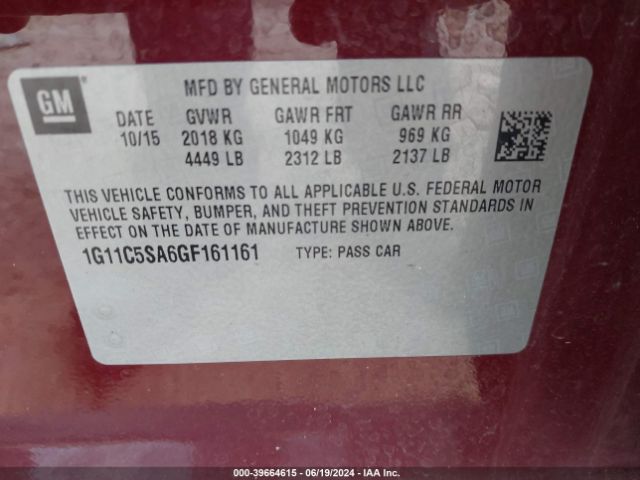 GM
MFD BY GENERAL MOTORS LLC
DATE GVWR GAWR FRT GAWR RR
10/15 2018 KG 1049 KG 969 KG
4449 LB 2312 LB 2137 LB
THIS VEHICLE CONFORMS TO ALL APPLICABLE U.S. FEDERAL MOTOR
VEHICLE SAFETY, BUMPER, AND THEFT PREVENTION STANDARDS IN
EFFECT ON THE DATE OF MANUFACTURE SHOWN ABOVE.
1G11C5SA6GF161161 TYPE: PASS CAR
000-39664615 - 06/19/2024 - IAA Inc.